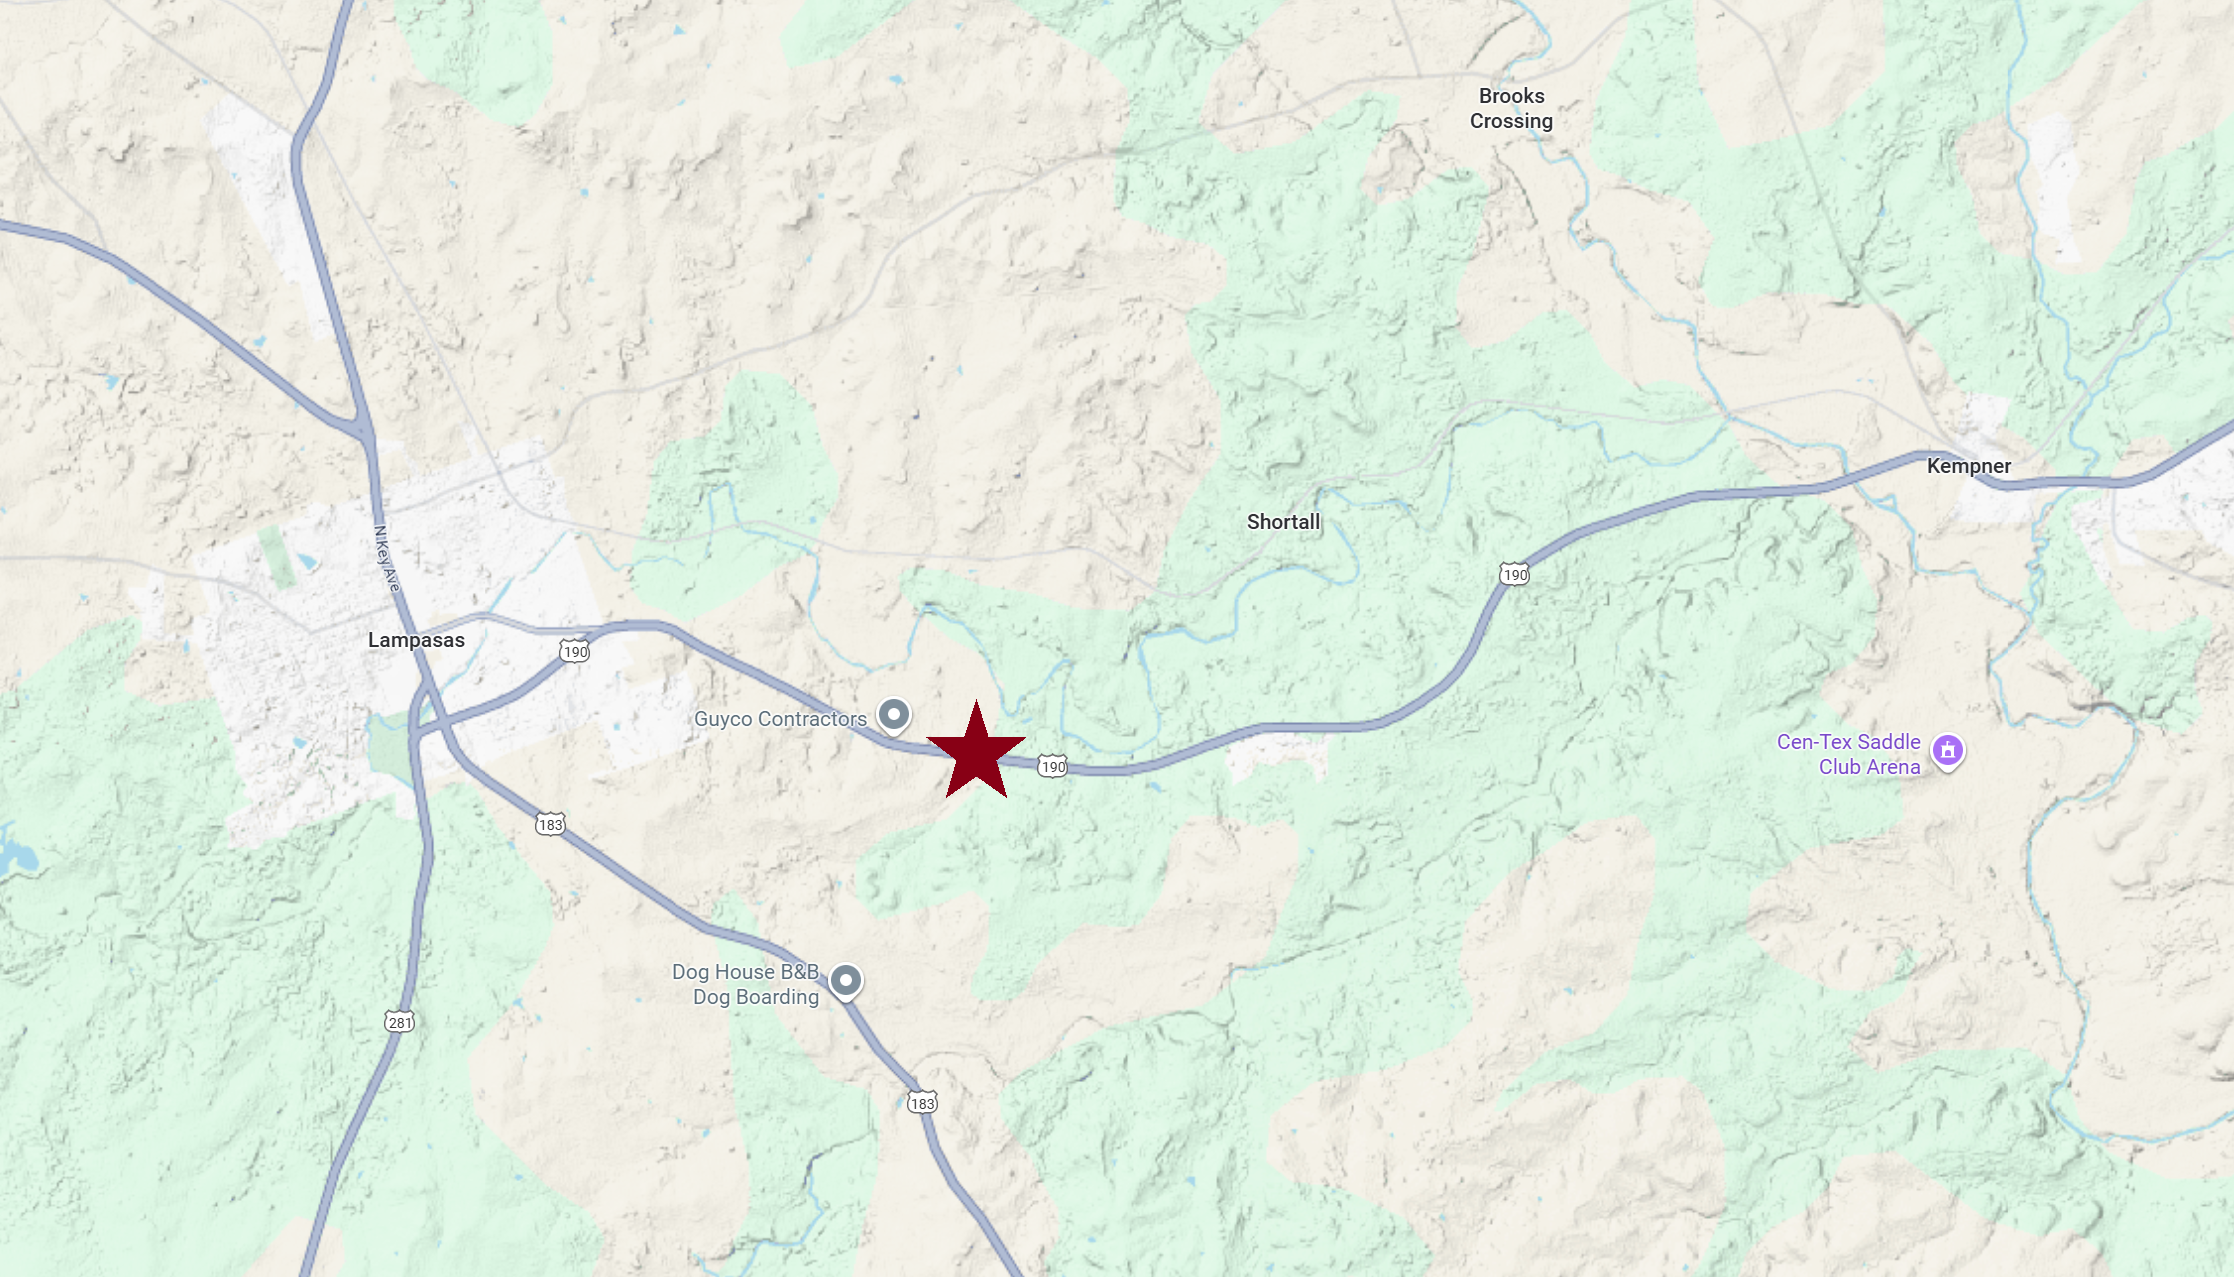 Brooks
Crossing
Kempner
Shortall
190
N Key Ave
Lampasas
190
Guyco Contractors
190
Cen-Tex Saddle
Club Arena
183
Dog House B&B
Dog Boarding
281
183